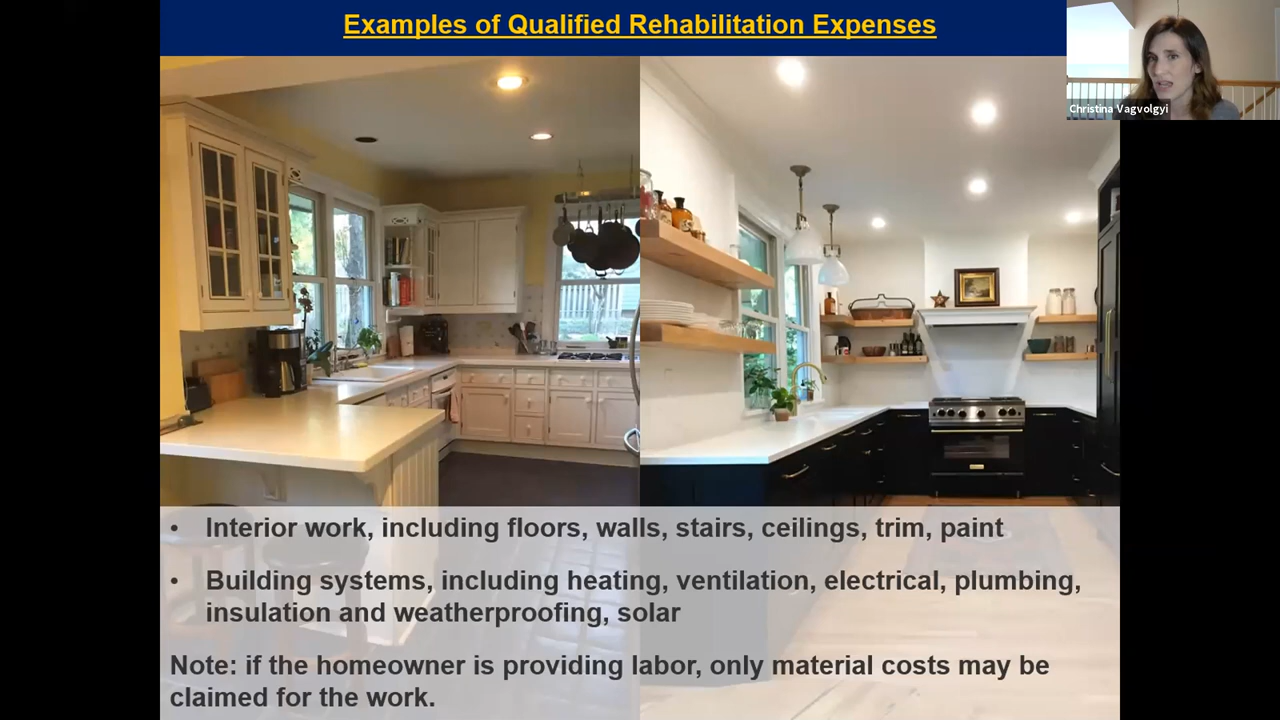 Examples of Qualified Rehabilitation Expenses
Christina Vagvolgyi
• Interior work, including floors, walls, stairs, ceilings, trim, paint
• Building systems, including heating, ventilation, electrical, plumbing,
insulation and weatherproofing, solar
Note: if the homeowner is providing labor, only material costs may be
claimed for the work.